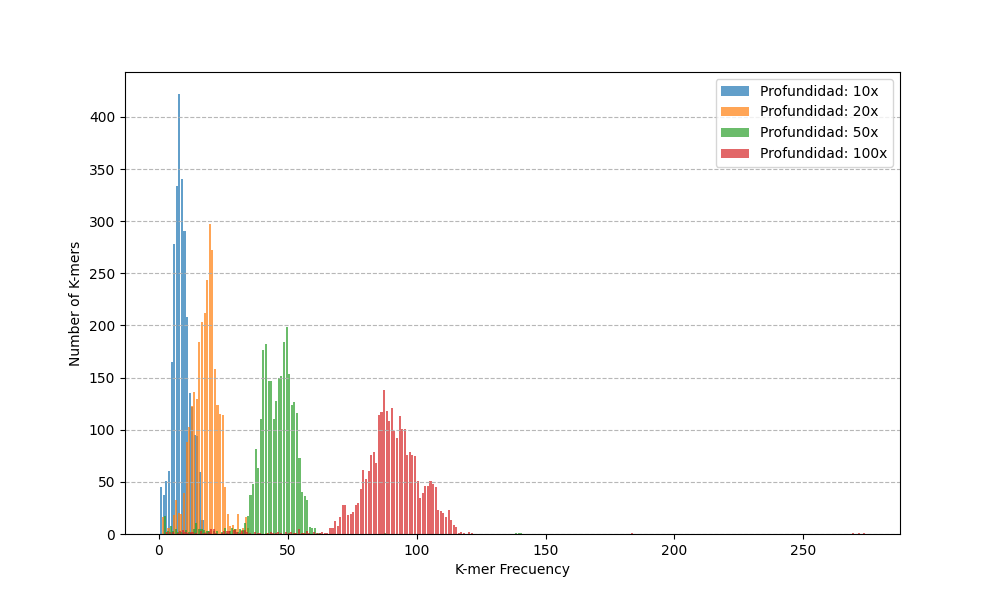 Profundidad: 10x
Profundidad: 20x
Profundidad: 50x
Profundidad: 100x
Number of K-mers
400
350
300
250
200
150
100
50
0
0 50 100 150 200 250
K-mer Frecuency